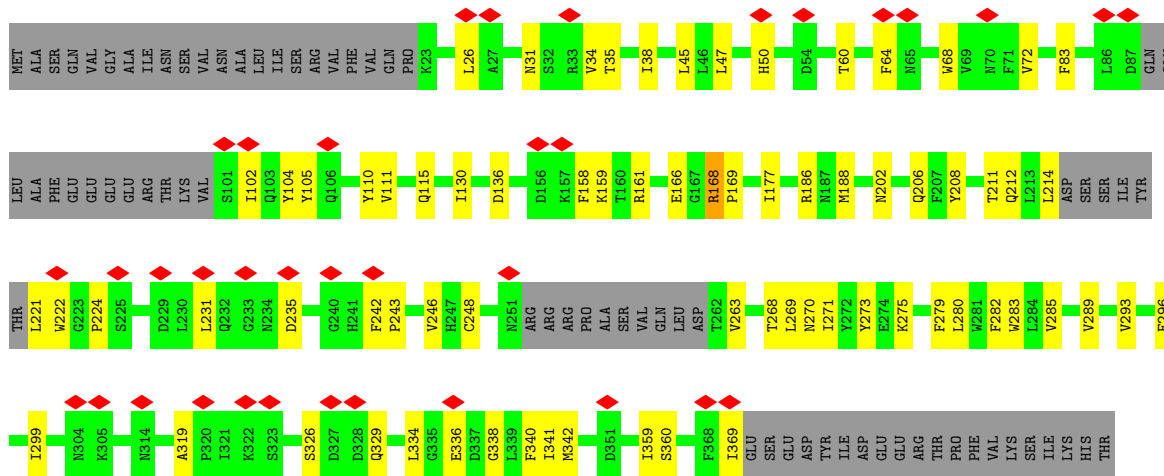 MET ALA SER GLN VAL GLY ALA ILE ASN SER VAL ASN ALA LEU ILE SER ARG VAL PHE VAL GLN PRO K23 L26 A27 N31 S32 R33 V34 T35 I38 L45 L46 L47 H50 D54 T60 F64 N65 W68 V69 N70 F71 V72 F83 L86 D87 GLN
LEU ALA PHE GLU GLU GLU GLU ARG THR LYS VAL S101 I102 Q103 Y104 Y105 Q106 Y110 V111 Q115 I130 D136 D156 K157 F158 K159 T160 R161 E166 G167 R168 P169 I177 R186 N187 M188 N202 Q206 F207 Y208 T211 Q212 L213 L214 ASP SER SER ILE TYR
THR L221 W222 G223 P224 S225 D229 L230 L231 Q232 G233 N234 D235 G240 H241 F242 P243 V246 H247 C248 N251 ARG ARG ARG PRO ALA SER VAL GLN LEU ASP T262 V263 T268 L269 N270 I271 Y272 Y273 E274 K275 F279 L280 W281 F282 W283 L284 V285 V289 V293
I299 N304 K305 N314 A319 P320 I321 K322 S323 S326 D327 D328 Q329 L334 G335 E336 D337 G338 L339 F340 I341 M342 D351 I359 S360 F368 I369 GLU SER GLU ASP TYR ILE ASP GLU GLU ARG THR PRO PHE VAL LYS SER ILE LYS HIS THR